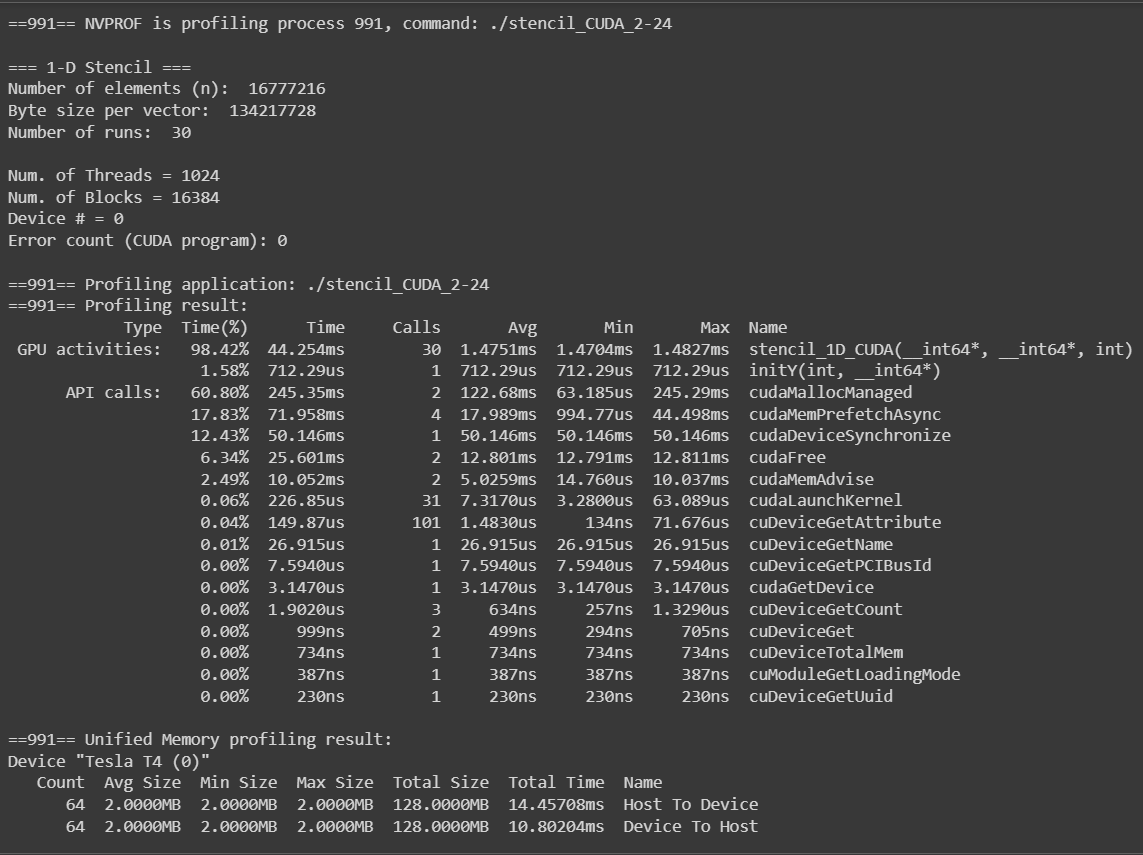 ==991== NVPROF is profiling process 991, command: ./stencil_CUDA_2-24
=== 1-D Stencil ===
Number of elements (n):  16777216
Byte size per vector:  134217728
Number of runs:  30
Num. of Threads = 1024
Num. of Blocks = 16384
Device # = 0
Error count (CUDA program): 0
==991== Profiling application: ./stencil_CUDA_2-24
==991== Profiling result:
            Type  Time(%)      Time     Calls       Avg       Min       Max  Name
 GPU activities:   98.42%  44.254ms        30  1.4751ms  1.4704ms  1.4827ms  stencil_1D_CUDA(__int64*, __int64*, int)
                    1.58%  712.29us         1  712.29us  712.29us  712.29us  initY(int, __int64*)
      API calls:   60.80%  245.35ms         2  122.68ms  63.185us  245.29ms  cudaMallocManaged
                   17.83%  71.958ms         4  17.989ms  994.77us  44.498ms  cudaMemPrefetchAsync
                   12.43%  50.146ms         1  50.146ms  50.146ms  50.146ms  cudaDeviceSynchronize
                    6.34%  25.601ms         2  12.801ms  12.791ms  12.811ms  cudaFree
                    2.49%  10.052ms         2  5.0259ms  14.760us  10.037ms  cudaMemAdvise
                    0.06%  226.85us        31  7.3170us  3.2800us  63.089us  cudaLaunchKernel
                    0.04%  149.87us       101  1.4830us     134ns  71.676us  cuDeviceGetAttribute
                    0.01%  26.915us         1  26.915us  26.915us  26.915us  cuDeviceGetName
                    0.00%  7.5940us         1  7.5940us  7.5940us  7.5940us  cuDeviceGetPCIBusId
                    0.00%  3.1470us         1  3.1470us  3.1470us  3.1470us  cudaGetDevice
                    0.00%  1.9020us         3     634ns     257ns  1.3290us  cuDeviceGetCount
                    0.00%     999ns         2     499ns     294ns     705ns  cuDeviceGet
                    0.00%     734ns         1     734ns     734ns     734ns  cuDeviceTotalMem
                    0.00%     387ns         1     387ns     387ns     387ns  cuModuleGetLoadingMode
                    0.00%     230ns         1     230ns     230ns     230ns  cuDeviceGetUuid
==991== Unified Memory profiling result:
Device "Tesla T4 (0)"
   Count  Avg Size  Min Size  Max Size  Total Size  Total Time  Name
      64  2.0000MB  2.0000MB  2.0000MB  128.0000MB  14.45708ms  Host To Device
      64  2.0000MB  2.0000MB  2.0000MB  128.0000MB  10.80204ms  Device To Host